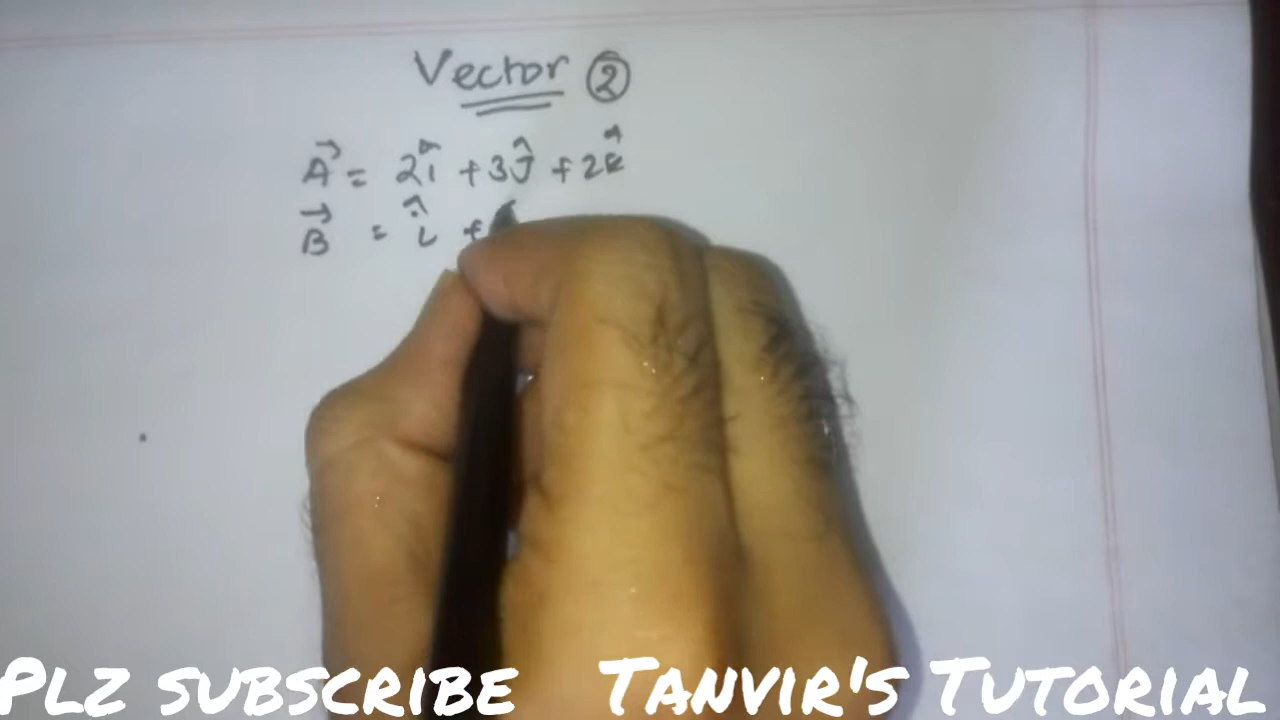 Vector ②
A⃗ = 2î + 3ĵ + 2k̂
B⃗ = î +
Plz subscribe Tanvir's Tutorial